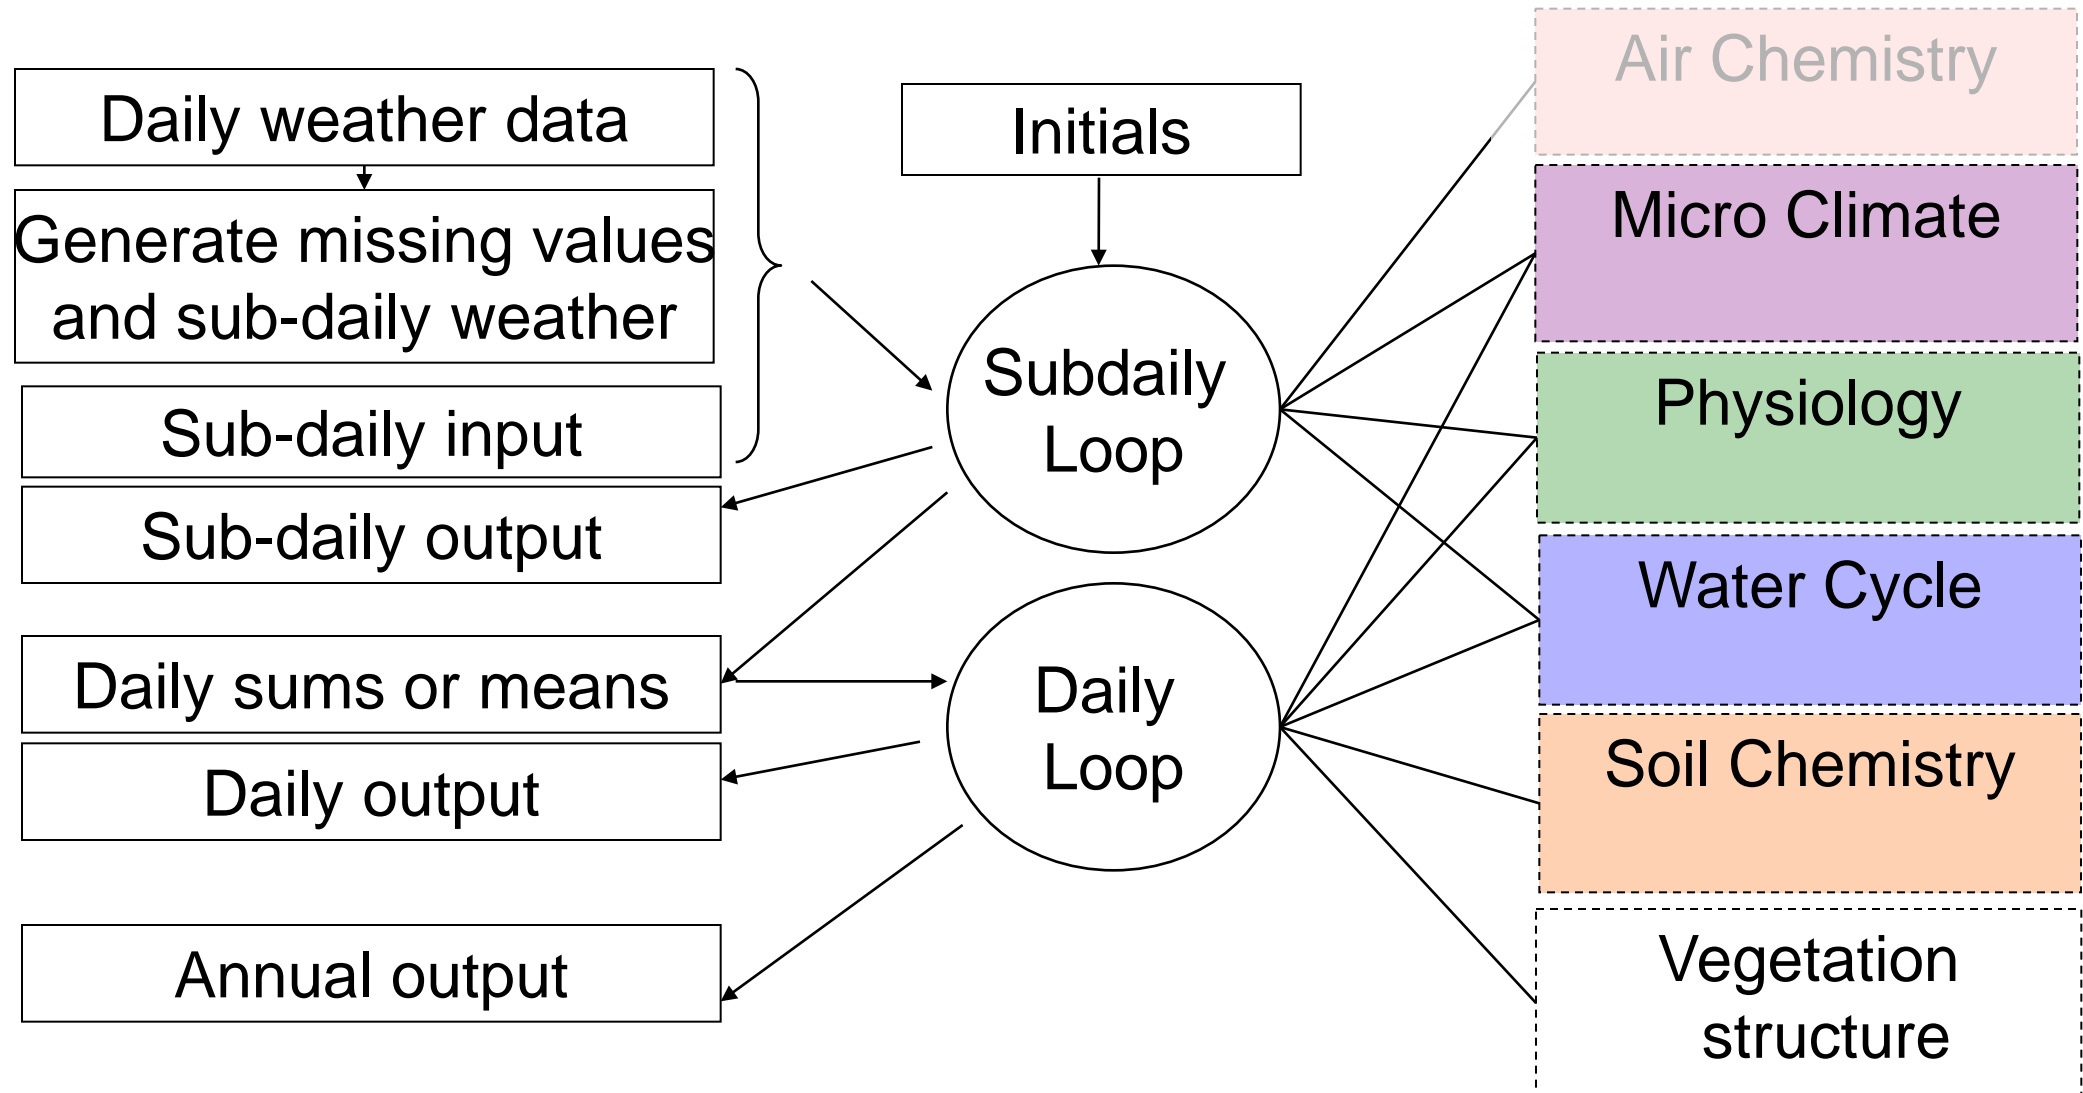 Daily weather data
Generate missing values
and sub-daily weather
Sub-daily input
Sub-daily output
Daily sums or means
Daily output
Annual output
Initials
Subdaily
Loop
Daily
Loop
Air Chemistry
Micro Climate
Physiology
Water Cycle
Soil Chemistry
Vegetation
structure